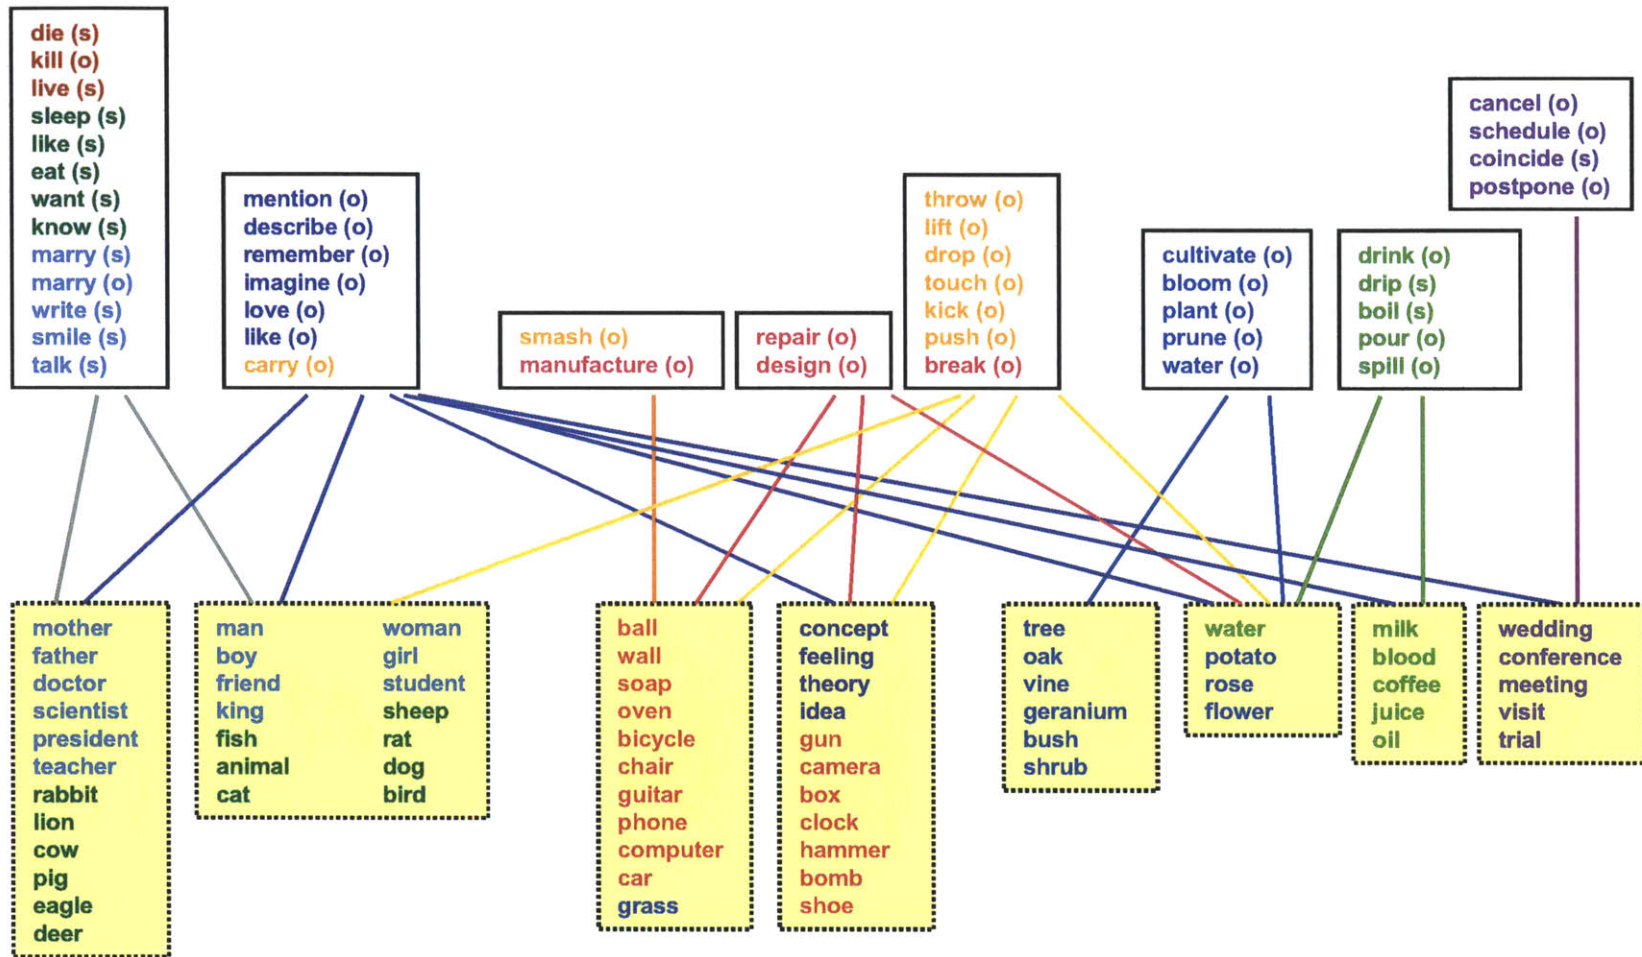 die (s)
kill (o)
live (s)
sleep (s)
like (s)
eat (s)
want (s)
know (s)
marry (s)
marry (o)
write (s)
smile (s)
talk (s)
mention (o)
describe (o)
remember (o)
imagine (o)
love (o)
like (o)
carry (o)
smash (o)
manufacture (o)
repair (o)
design (o)
throw (o)
lift (o)
drop (o)
touch (o)
kick (o)
push (o)
break (o)
cultivate (o)
bloom (o)
plant (o)
prune (o)
water (o)
drink (o)
drip (s)
boil (s)
pour (o)
spill (o)
cancel (o)
schedule (o)
coincide (s)
postpone (o)
mother
father
doctor
scientist
president
teacher
rabbit
lion
cow
pig
eagle
deer
man
boy
friend
king
fish
animal
cat
woman
girl
student
sheep
rat
dog
bird
ball
wall
soap
oven
bicycle
chair
guitar
phone
computer
car
grass
concept
feeling
theory
idea
gun
camera
box
clock
hammer
bomb
shoe
tree
oak
vine
geranium
bush
shrub
water
potato
rose
flower
milk
blood
coffee
juice
oil
wedding
conference
meeting
visit
trial